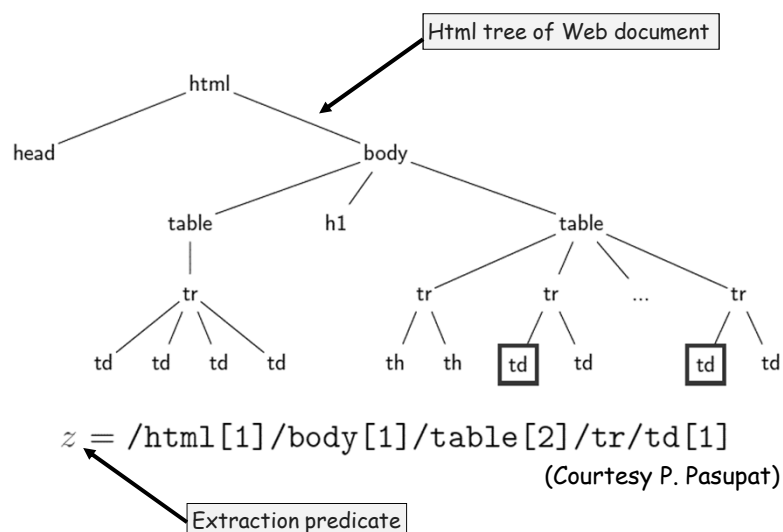 Html tree of Web document
html
head body
table h1 table
tr tr tr ... tr
td td td td th th td td td td
z = /html[1]/body[1]/table[2]/tr/td[1]
(Courtesy P. Pasupat)
Extraction predicate